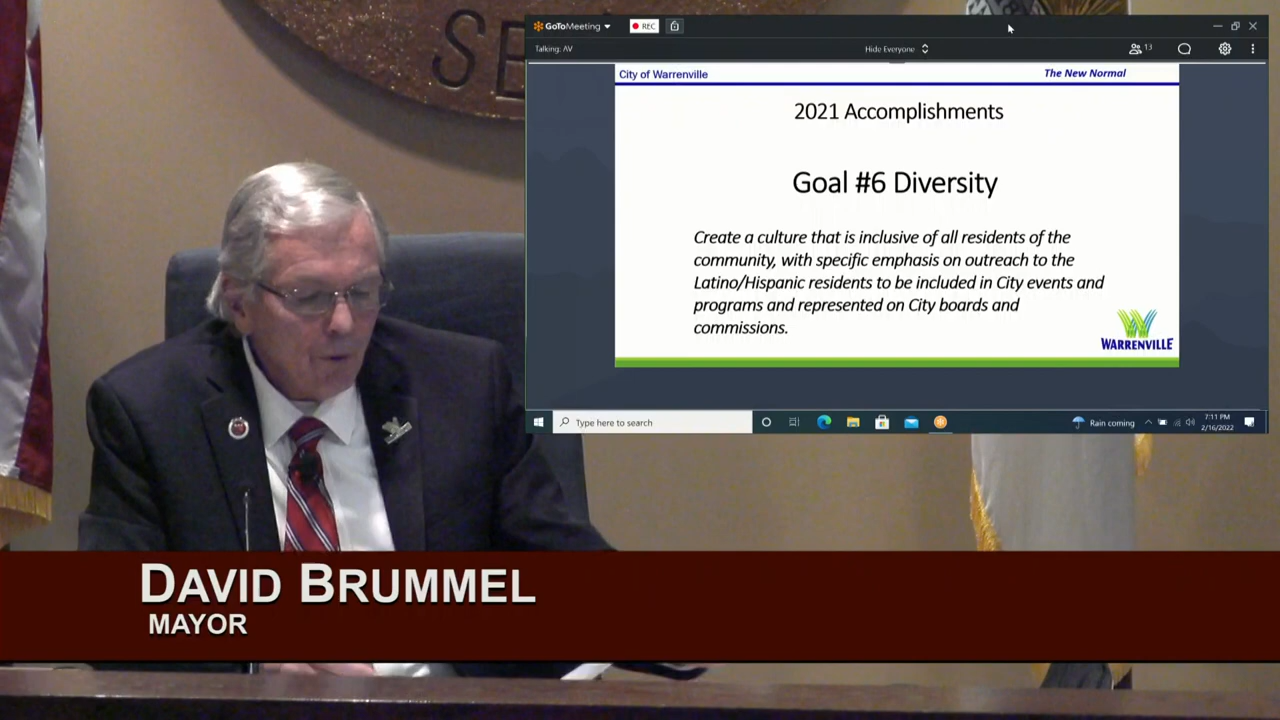 SE
GoToMeeting
REC
Talking: AV
Hide Everyone
13
City of Warrenville
The New Normal
2021 Accomplishments
Goal #6 Diversity
Create a culture that is inclusive of all residents of the
community, with specific emphasis on outreach to the
Latino/Hispanic residents to be included in City events and
programs and represented on City boards and
commissions.
WARRENVILLE
Type here to search
Rain coming
7:11 PM
2/16/2022
DAVID BRUMMEL
MAYOR